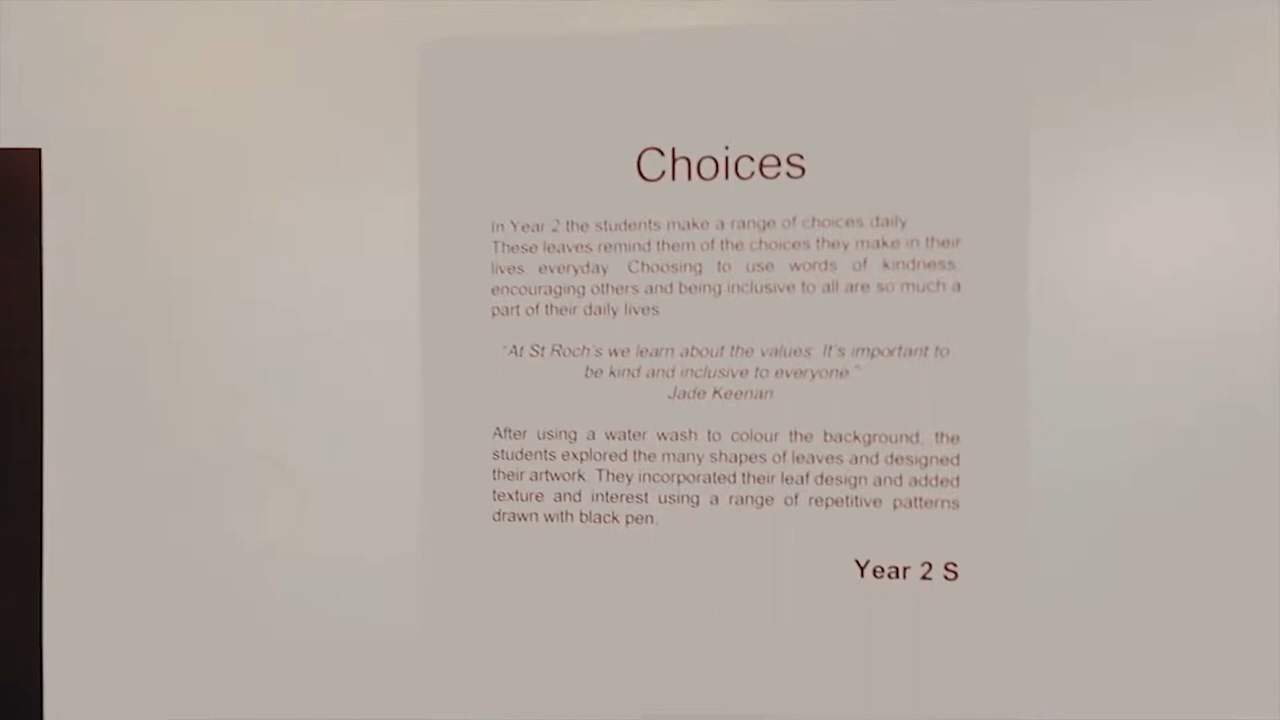 Choices
In Year 2 the students make a range of choices daily
These leaves remind them of the choices they make in their
lives everyday Choosing to use words of kindness,
encouraging others and being inclusive to all are so much a
part of their daily lives
"At St Roch's we learn about the values. It's important to
be kind and inclusive to everyone."
Jade Keenan
After using a water wash to colour the background, the
students explored the many shapes of leaves and designed
their artwork. They incorporated their leaf design and added
texture and interest using a range of repetitive patterns
drawn with black pen.
Year 2 S